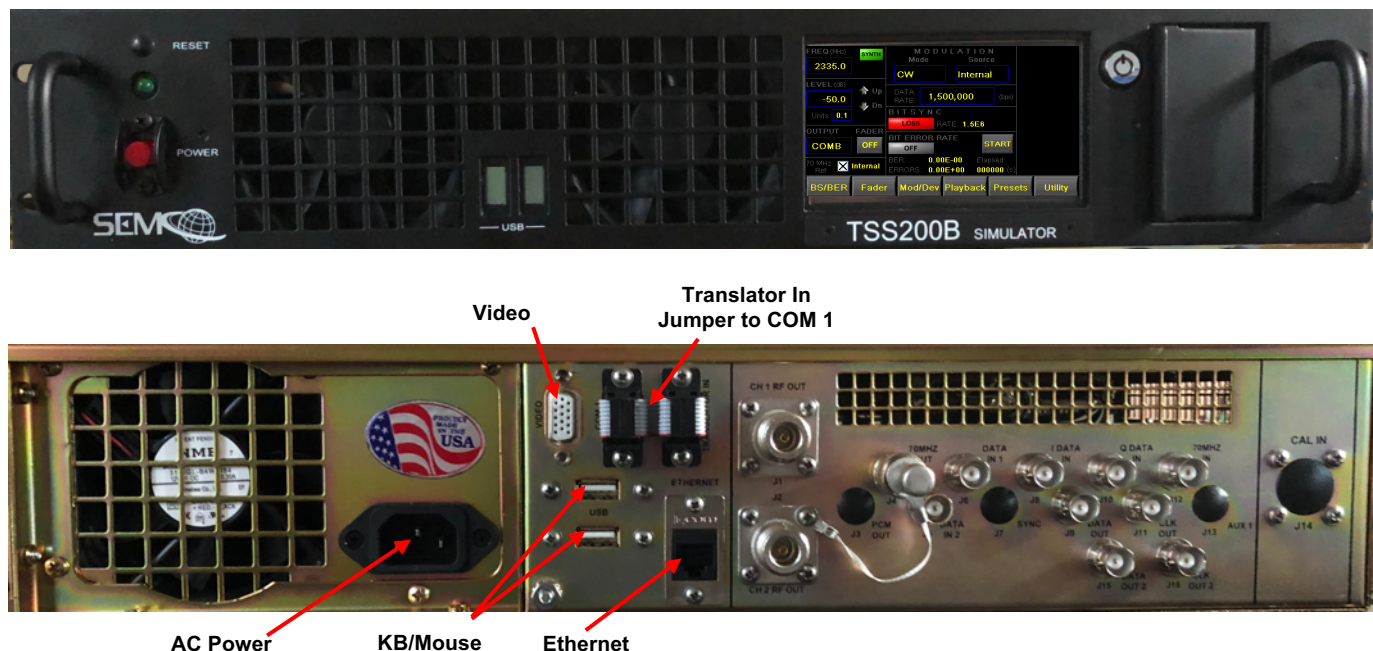 RESET
POWER
SEMCO
USB
FREQ (MHz)
SYNTH
2335.0
LEVEL (dB)
-50.0
Up
Dn
Units 0.1
OUTPUT
FADER
COMB
OFF
70 MHz
Ref
Internal
MODULATION
Mode
Source
CW
Internal
DATA
RATE
1,500,000
(bps)
BIT SYNC
LOSS
RATE 1.5E6
BIT ERROR RATE
OFF
START
BER: 0.00E-00 Elapsed
ERRORS: 0.00E+00 000000 (s)
BS/BER Fader Mod/Dev Playback Presets Utility
TSS200B SIMULATOR
Video
Translator In
Jumper to COM 1
VIDEO
PROUDLY
MADE
IN THE
USA
USB
ETHERNET
CH 1 RF OUT
J1
J2
CH 2 RF OUT
70MHZ
J4
DATA
IN 1
I DATA
IN
Q DATA
IN
70MHZ
IN
J6
J8
J10
J12
J3
PCM
OUT
DATA
IN 2
J7
SYNC
J9
DATA
OUT
J11
CLK
OUT
J13
AUX 1
J15
DATA
OUT 2
J16
CLK
OUT 2
CAL IN
J14
AC Power
KB/Mouse
Ethernet